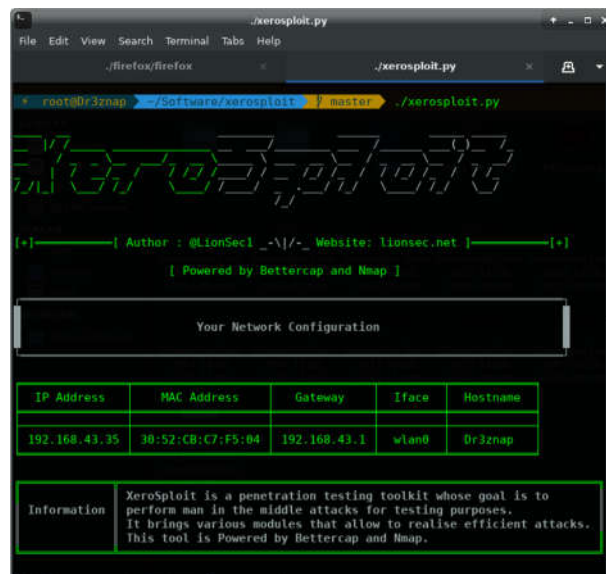 ./xerosploit.py
File Edit View Search Terminal Tabs Help
./firefox/firefox × ./xerosploit.py ×
root@Dr3znap ~/Software/xerosploit master ./xerosploit.py
XeroSploit
[+]═══════════[ Author : @LionSec1 _-\|/-_ Website: lionsec.net ]═══════════[+]
[ Powered by Bettercap and Nmap ]
Your Network Configuration
IP Address MAC Address Gateway Iface Hostname
192.168.43.35 30:52:CB:C7:F5:04 192.168.43.1 wlan0 Dr3znap
Information
XeroSploit is a penetration testing toolkit whose goal is to
perform man in the middle attacks for testing purposes.
It brings various modules that allow to realise efficient attacks.
This tool is Powered by Bettercap and Nmap.